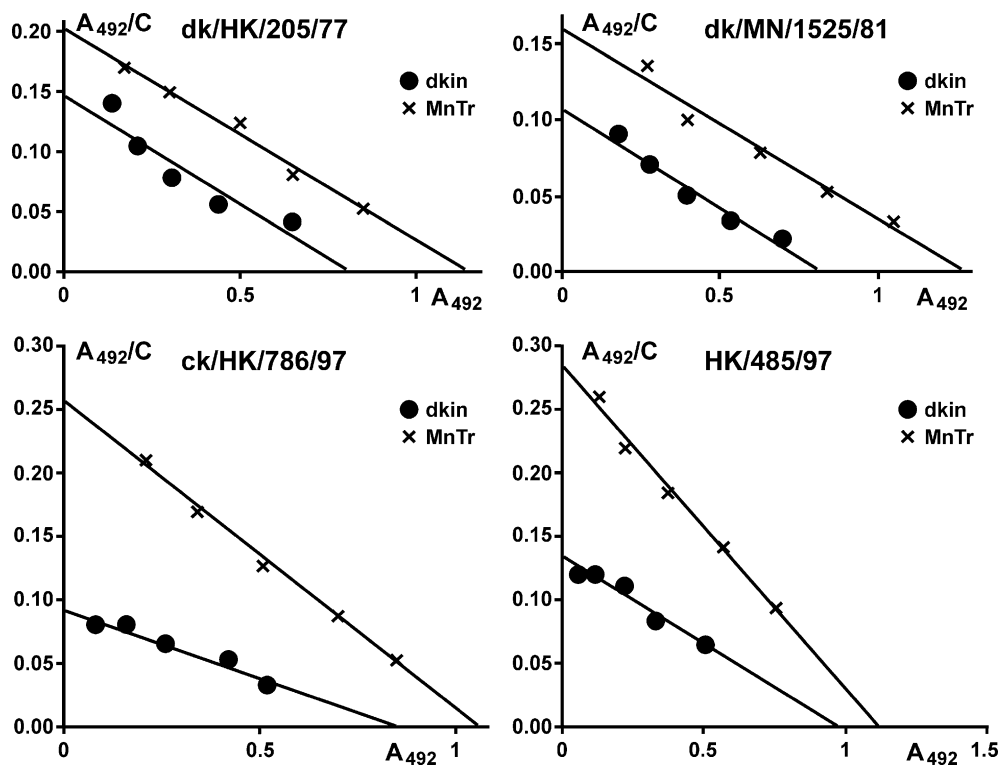 A492/C
dk/HK/205/77
dkin
MnTr
0.20
0.15
0.10
0.05
0.00
0
0.5
1
A492
A492/C
dk/MN/1525/81
dkin
MnTr
0.15
0.10
0.05
0
0
0.5
1
A492
A492/C
ck/HK/786/97
dkin
MnTr
0.30
0.25
0.20
0.15
0.10
0.05
0.00
0
0.5
1
A492
A492/C
HK/485/97
dkin
MnTr
0.30
0.25
0.20
0.15
0.10
0.05
0.00
0
0.5
1
A492
1.5